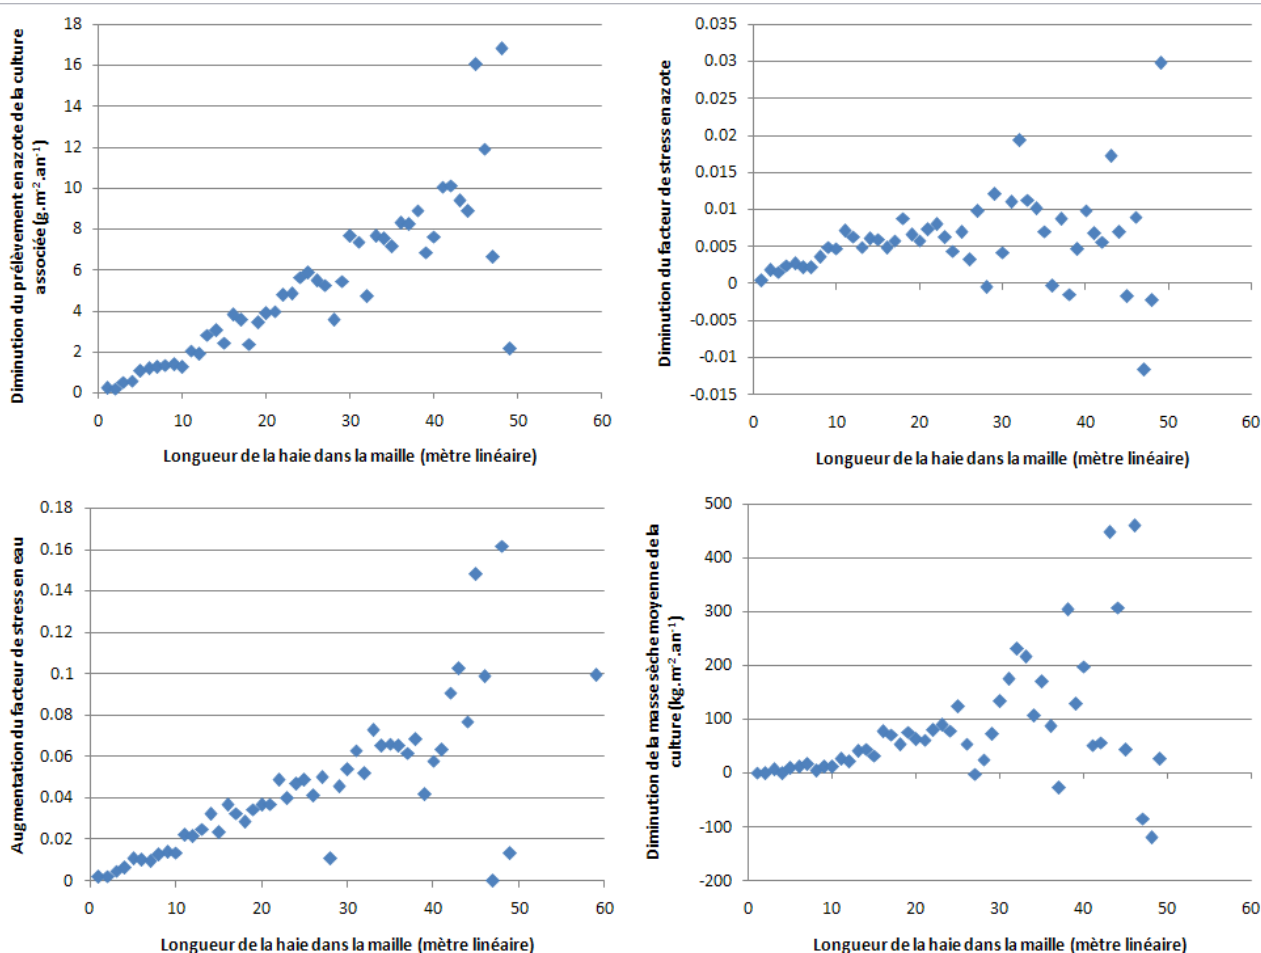 Diminution du prélèvement en azote de la culture
associée (g.m⁻².an⁻¹)
18
16
14
12
10
8
6
4
2
0
0 10 20 30 40 50 60
Longueur de la haie dans la maille (mètre linéaire)
Diminution du facteur de stress en azote
0.035
0.03
0.025
0.02
0.015
0.01
0.005
0
-0.005
-0.01
-0.015
0 10 20 30 40 50 60
Longueur de la haie dans la maille (mètre linéaire)
Augmentation du facteur de stress en eau
0.18
0.16
0.14
0.12
0.1
0.08
0.06
0.04
0.02
0
0 10 20 30 40 50 60
Longueur de la haie dans la maille (mètre linéaire)
Diminution de la masse sèche moyenne de la
culture (kg.m⁻².an⁻¹)
500
400
300
200
100
0
-100
-200
0 10 20 30 40 50 60
Longueur de la haie dans la maille (mètre linéaire)